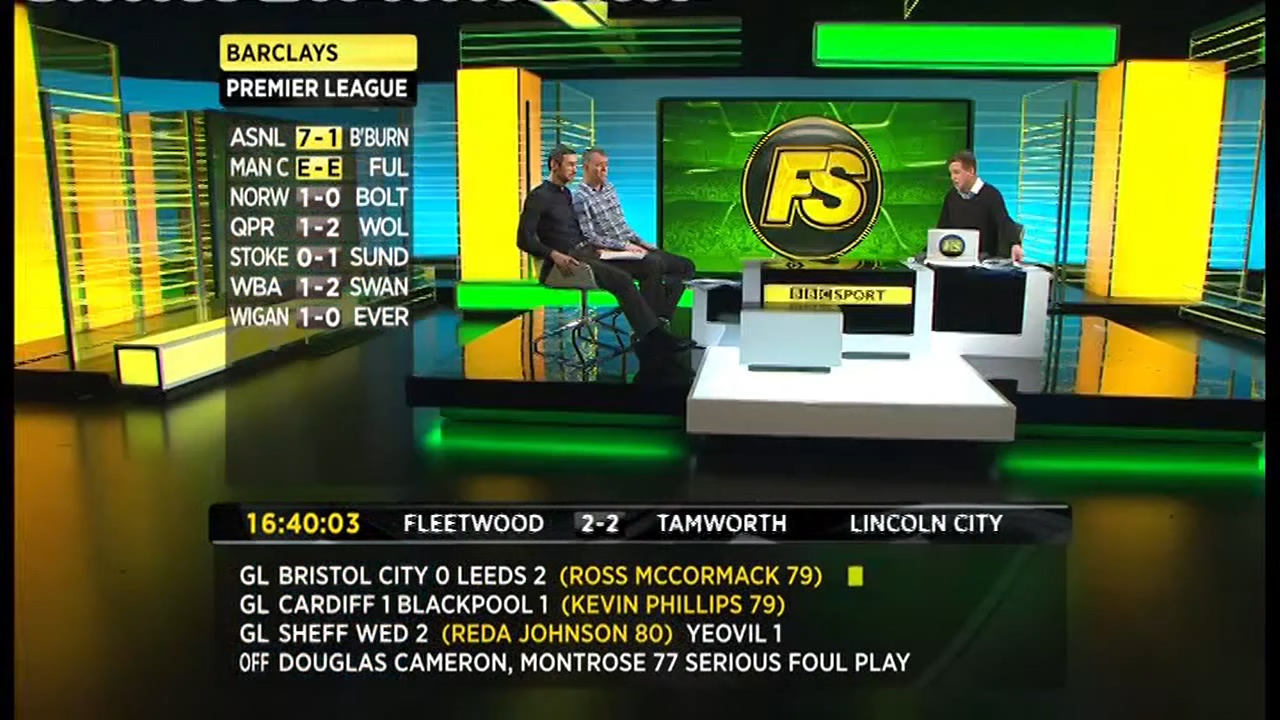 BARCLAYS
PREMIER LEAGUE
ASNL 7-1 B'BURN
MAN C E-E FUL
NORW 1-0 BOLT
QPR 1-2 WOL
STOKE 0-1 SUND
WBA 1-2 SWAN
WIGAN 1-0 EVER
FS
FS
BBC SPORT
16:40:03 FLEETWOOD 2-2 TAMWORTH LINCOLN CITY
GL BRISTOL CITY 0 LEEDS 2 (ROSS MCCORMACK 79)
GL CARDIFF 1 BLACKPOOL 1 (KEVIN PHILLIPS 79)
GL SHEFF WED 2 (REDA JOHNSON 80) YEOVIL 1
OFF DOUGLAS CAMERON, MONTROSE 77 SERIOUS FOUL PLAY